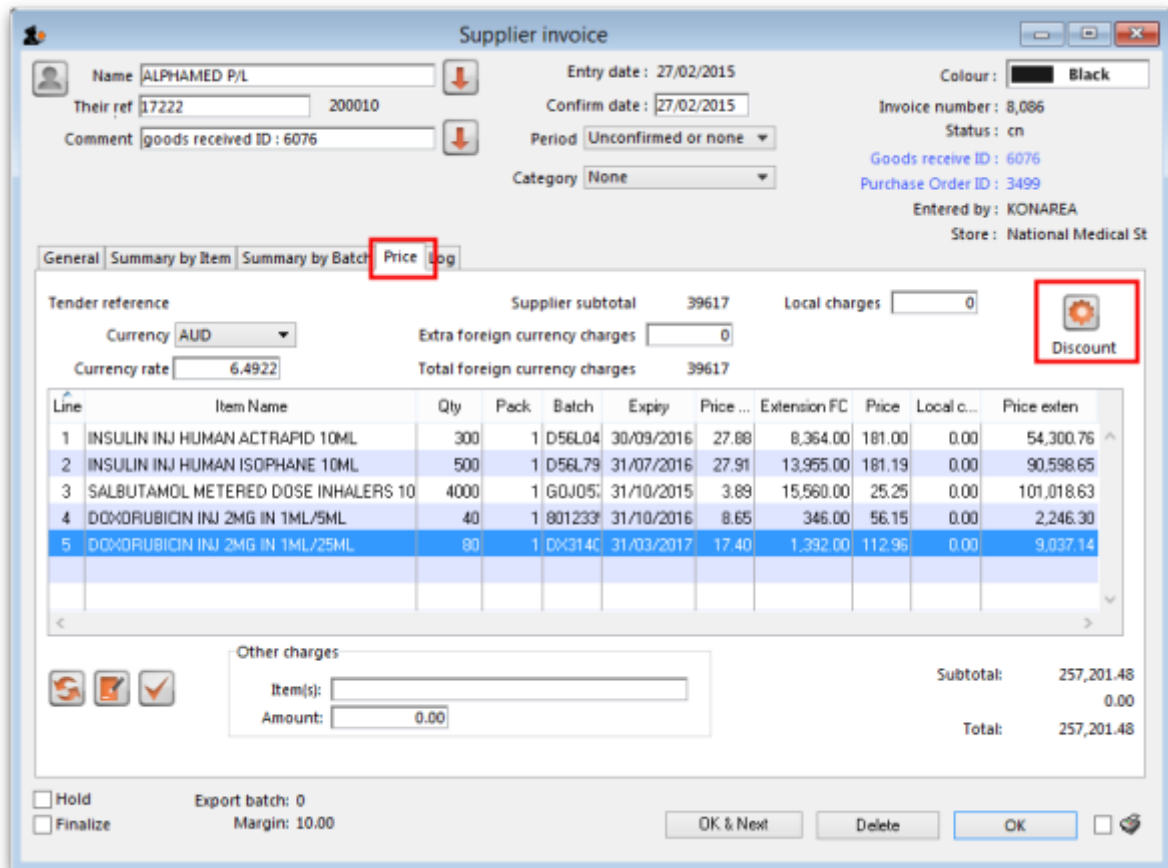 Supplier invoice
Name ALPHAMED P/L
Entry date : 27/02/2015
Colour : Black
Their ref 17222 200010
Confirm date : 27/02/2015
Invoice number : 8,086
Comment goods received ID : 6076
Period Unconfirmed or none
Status : cn
Goods receive ID : 6076
Category None
Purchase Order ID : 3499
Entered by : KONAREA
Store : National Medical St
General Summary by Item Summary by Batch Price Log
Tender reference
Supplier subtotal 39617
Local charges 0
Currency AUD
Extra foreign currency charges 0
Discount
Currency rate 6.4922
Total foreign currency charges 39617
Line Item Name Qty Pack Batch Expiry Price ... Extension FC Price Local c... Price exten
1 INSULIN INJ HUMAN ACTRAPID 10ML 300 1 D56L04 30/09/2016 27.88 8,364.00 181.00 0.00 54,300.76
2 INSULIN INJ HUMAN ISOPHANE 10ML 500 1 D56L79 31/07/2016 27.91 13,955.00 181.19 0.00 90,598.65
3 SALBUTAMOL METERED DOSE INHALERS 10 4000 1 31/10/2015 3.89 15,560.00 25.25 0.00 101,018.63
4 DOXORUBICIN INJ 2MG IN 1ML/5ML 40 1 31/10/2016 8.65 346.00 56.15 0.00 2,246.30
5 DOXORUBICIN INJ 2MG IN 1ML/25ML 80 1 31/03/2017 17.40 1,392.00 112.96 0.00 9,037.14
Other charges
Item(s):
Amount: 0.00
Subtotal: 257,201.48
0.00
Total: 257,201.48
Hold
Export batch: 0
Finalize
Margin: 10.00
OK & Next Delete OK